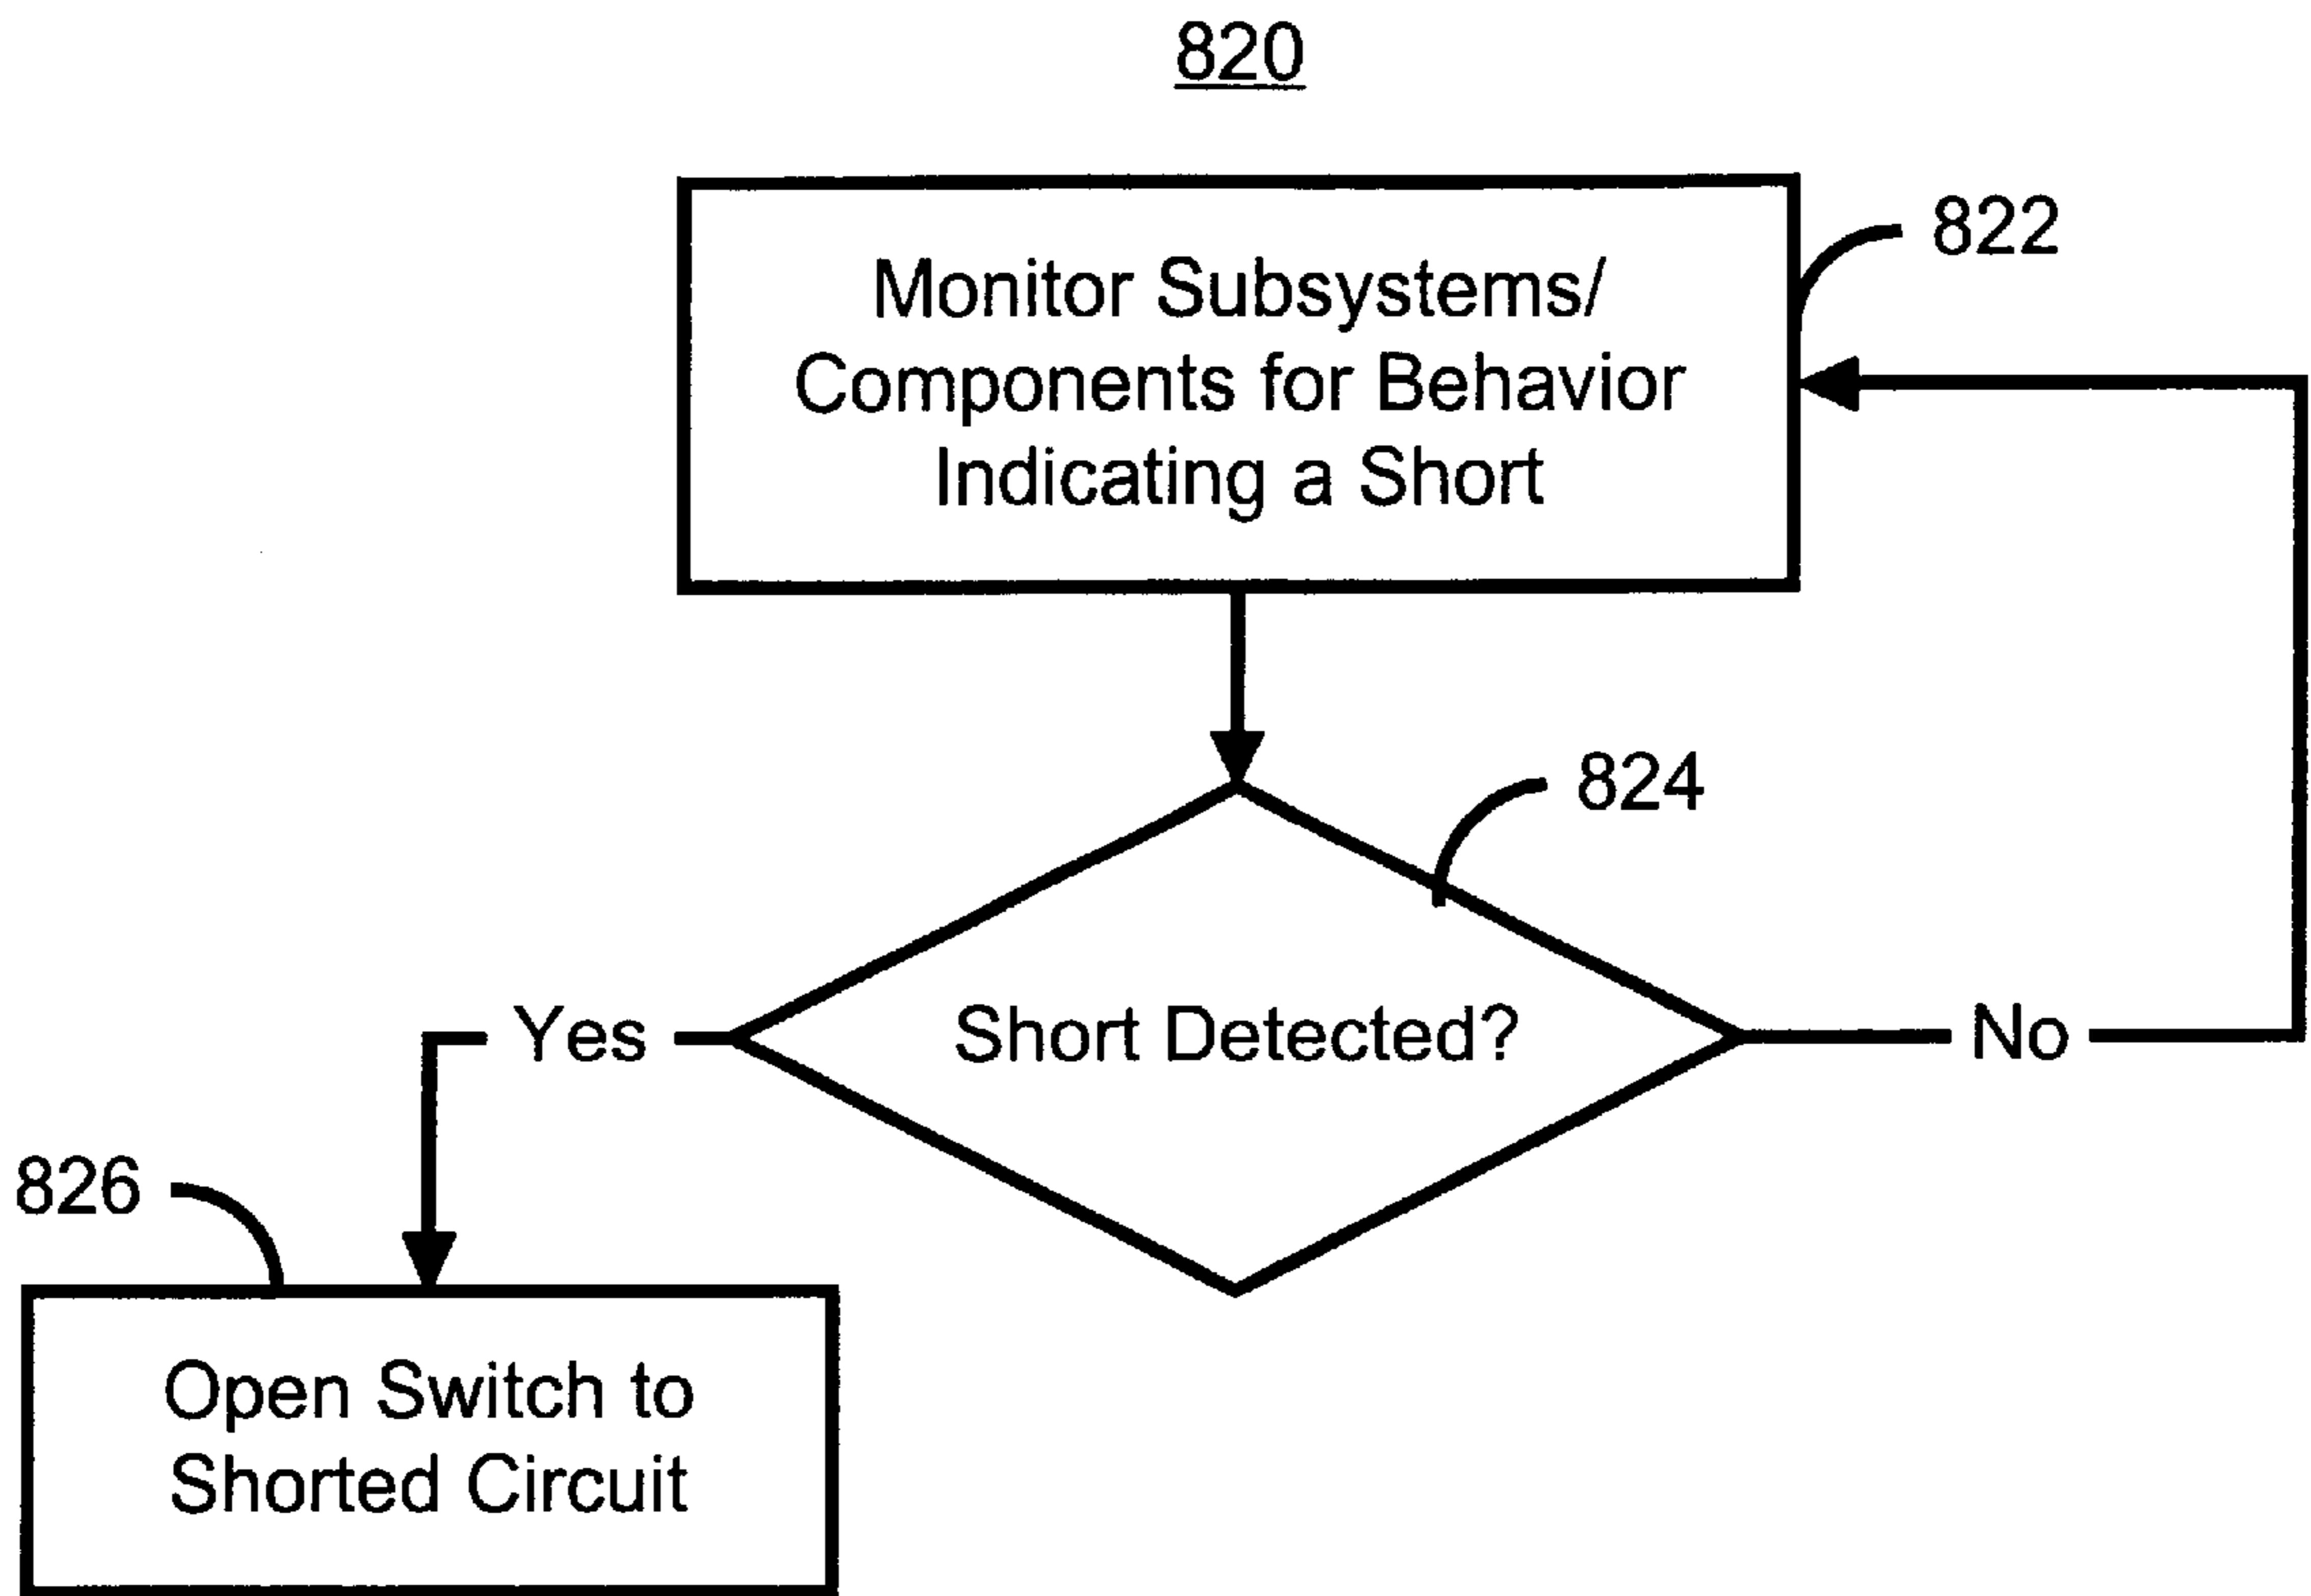 820
822
Monitor Subsystems/
Components for Behavior
Indicating a Short
824
Short Detected?
Yes
No
826
Open Switch to
Shorted Circuit